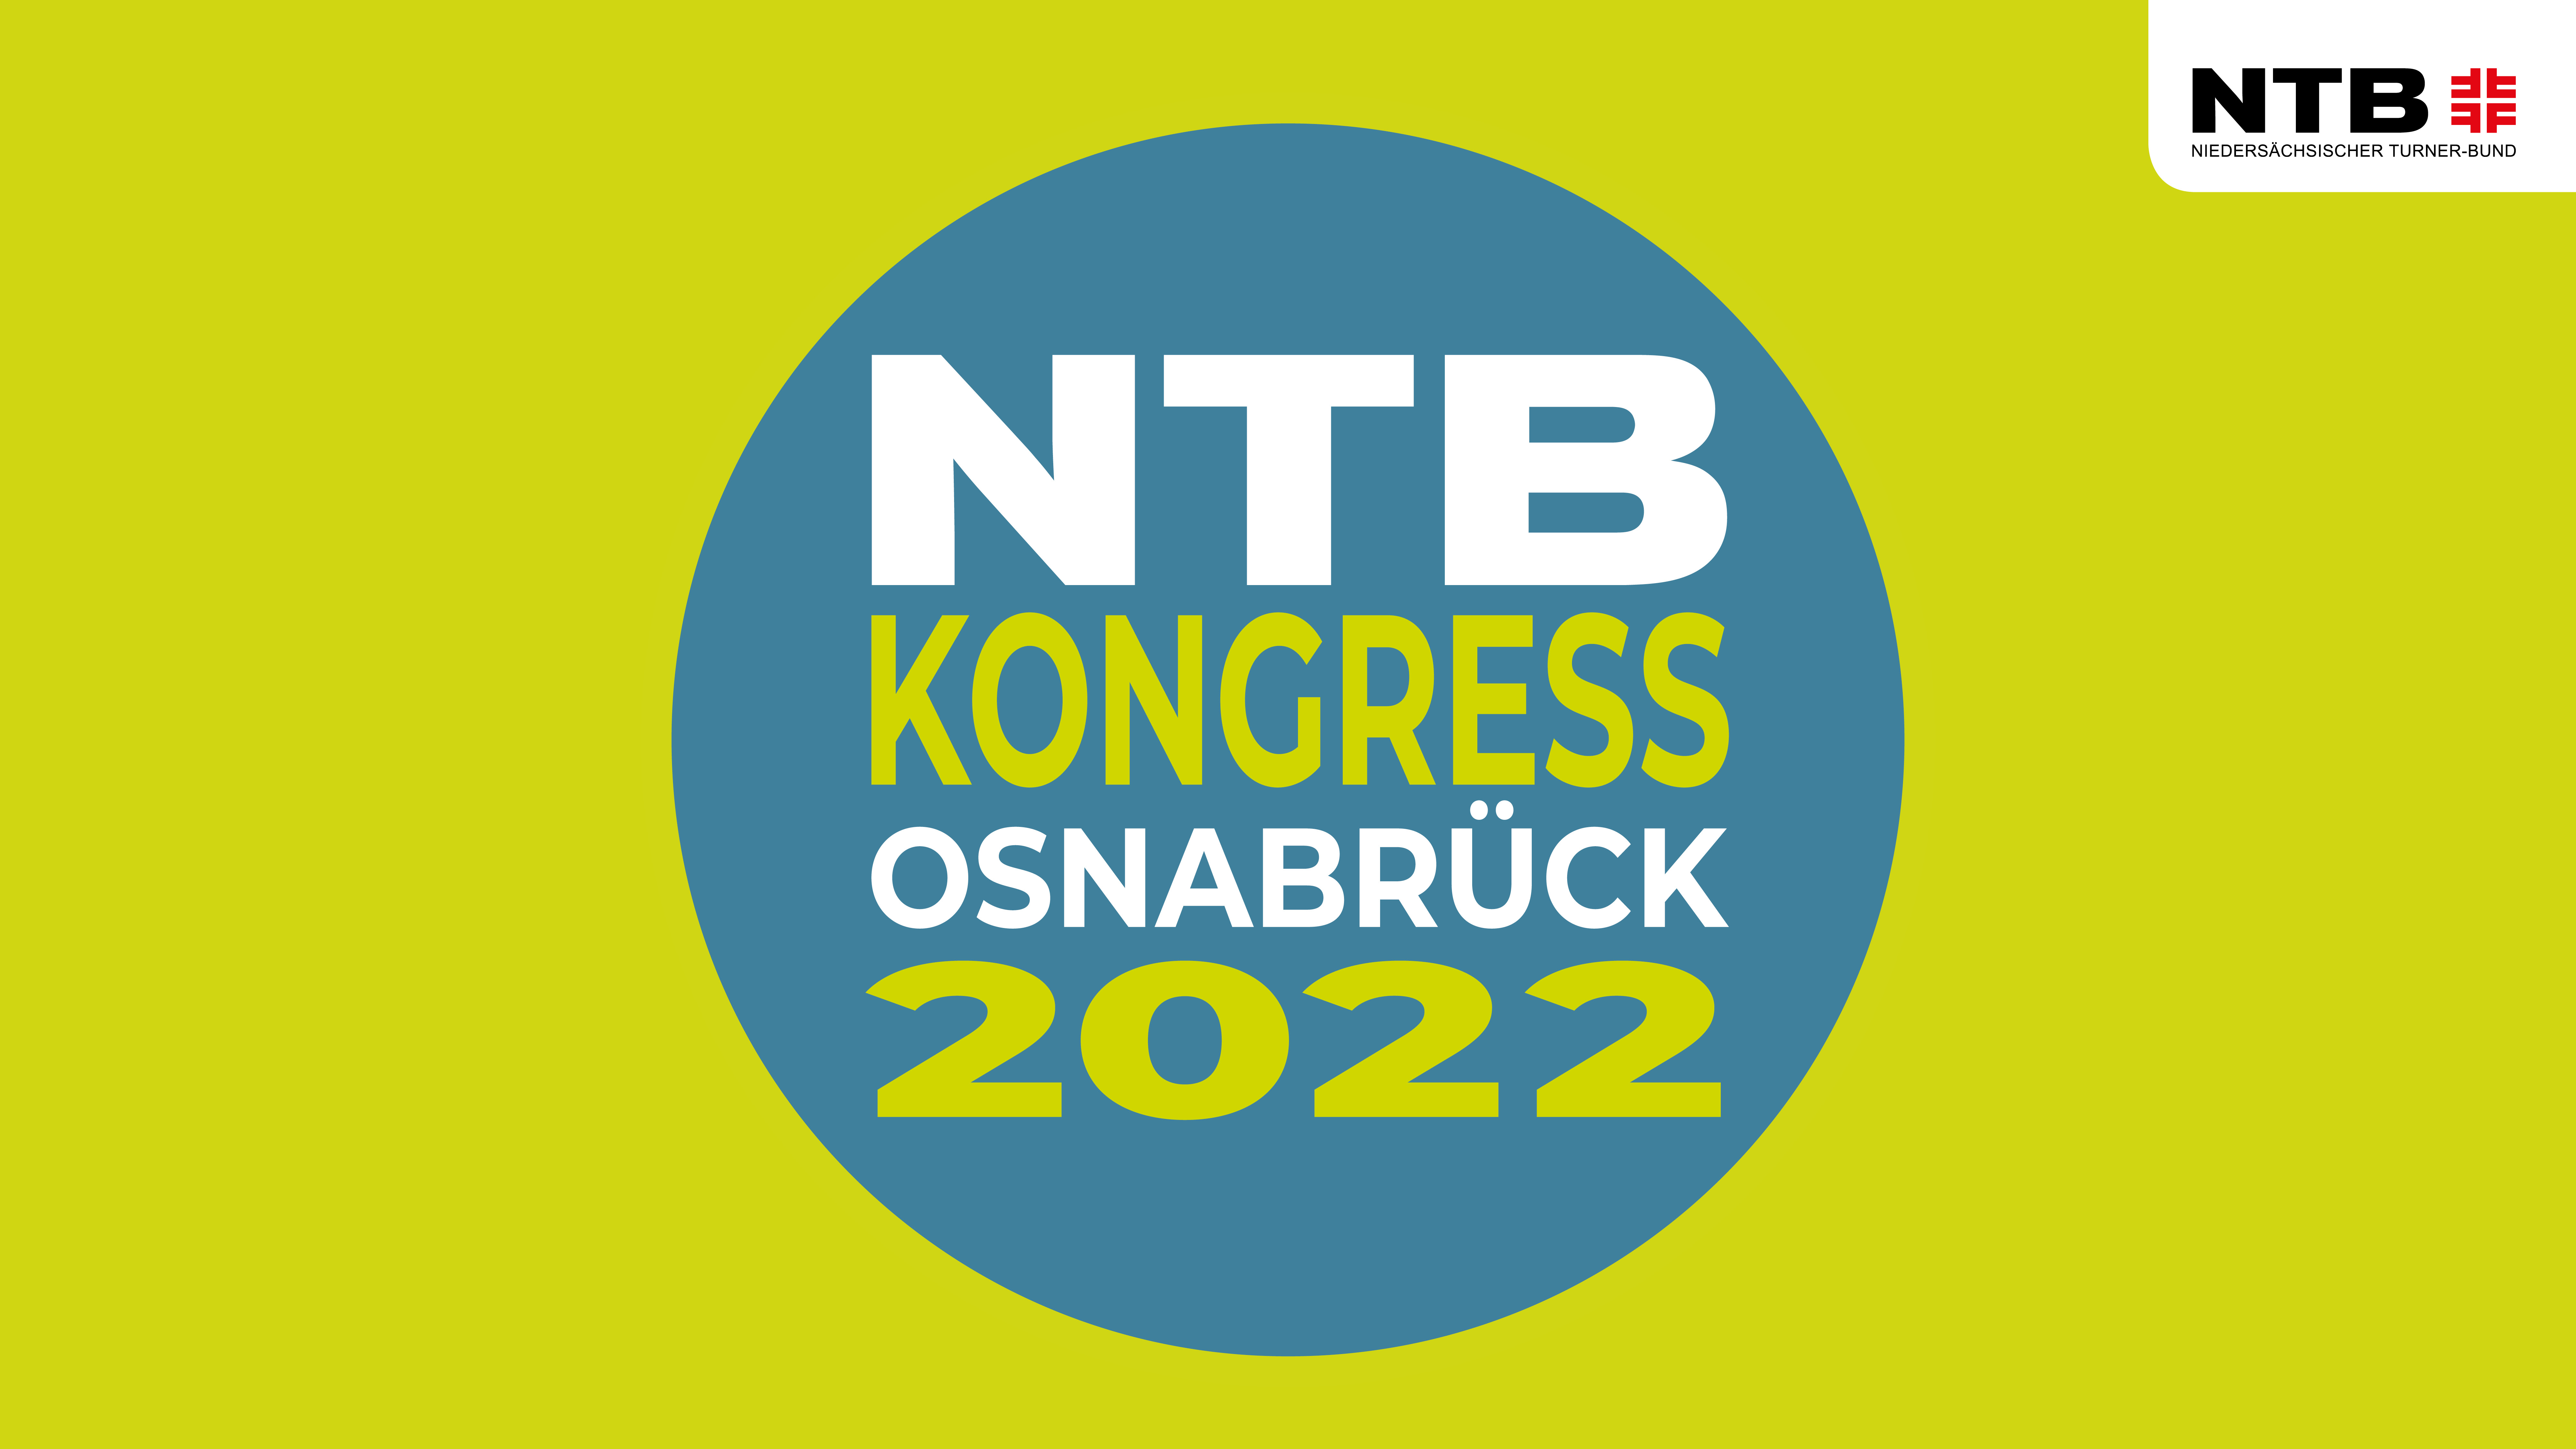 NTB
NIEDERSÄCHSISCHER TURNER-BUND
NTB
KONGRESS
OSNABRÜCK
2022